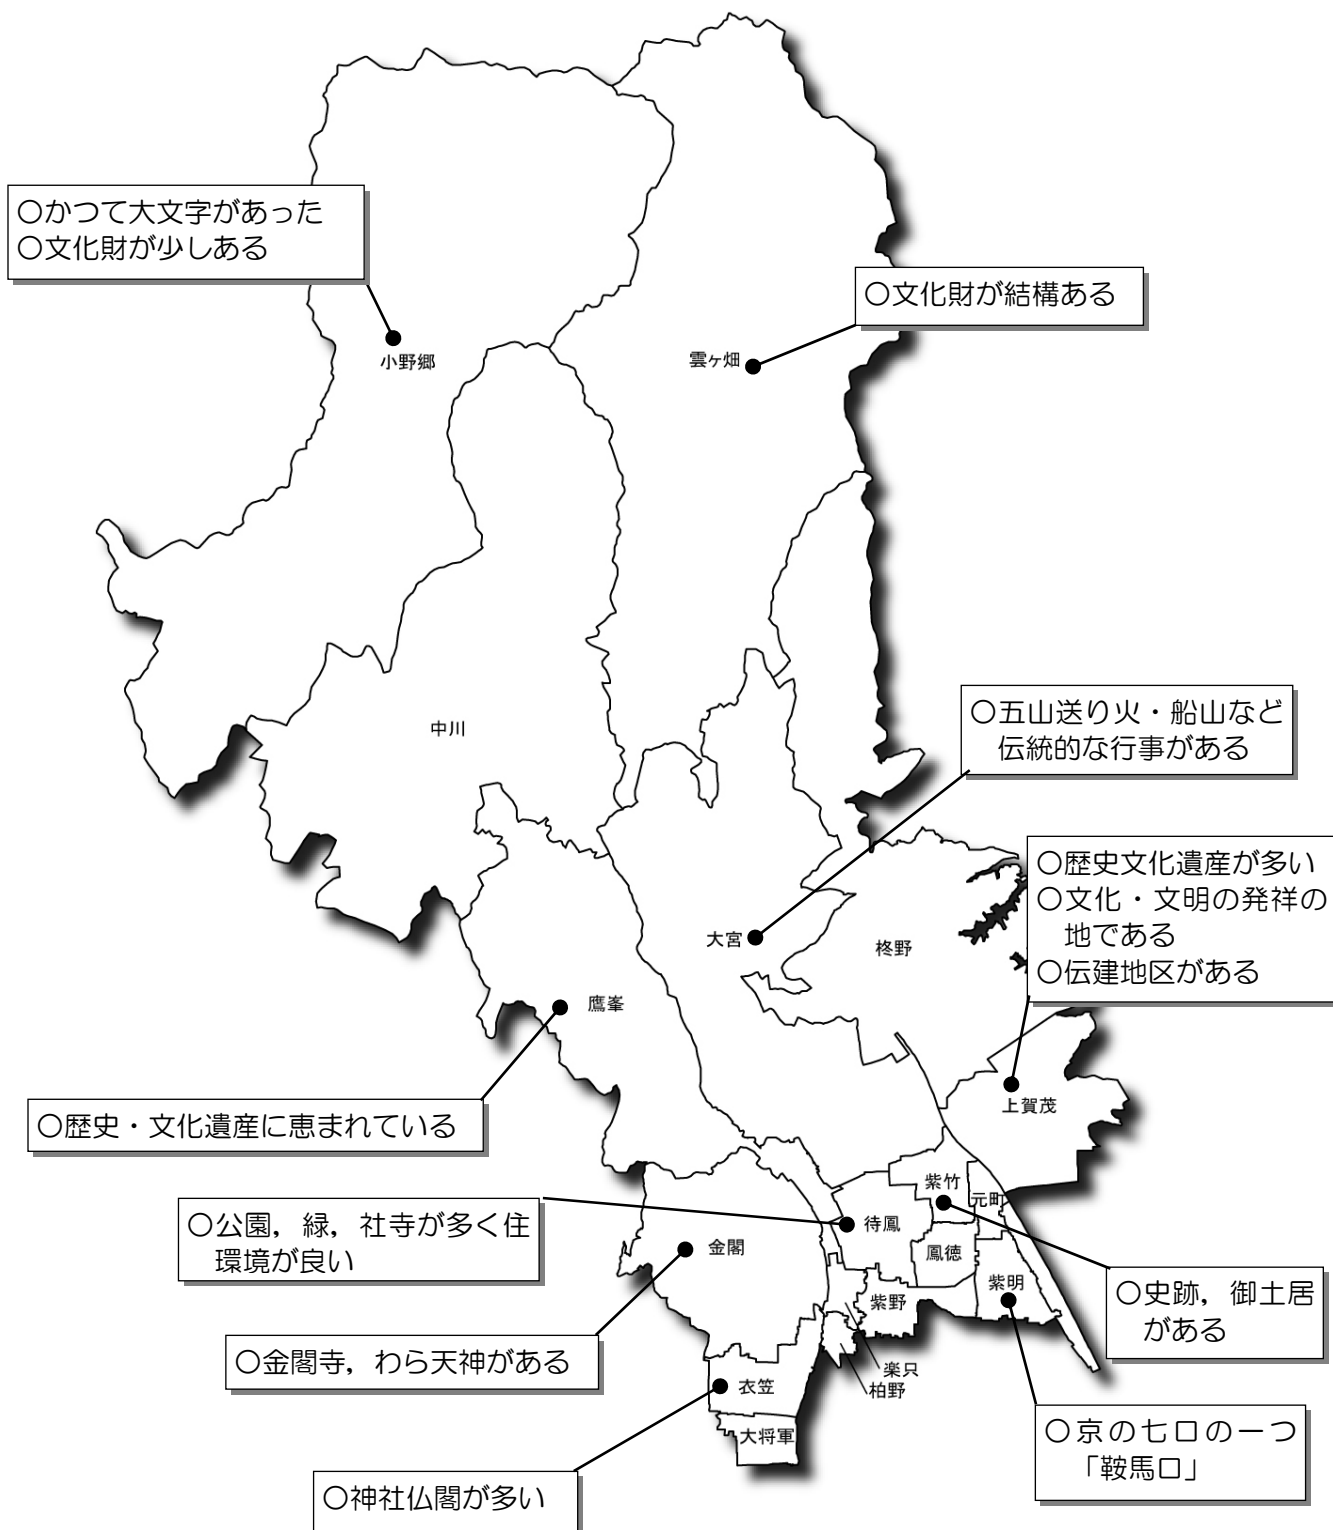 ○かつて大文字があった
○文化財が少しある
○文化財が結構ある
小野郷
雲ヶ畑
○五山送り火・船山など
伝統的な行事がある
中川
○歴史文化遺産が多い
○文化・文明の発祥の
地である
○伝建地区がある
大宮
柊野
鷹峯
上賀茂
○歴史・文化遺産に恵まれている
紫竹
元町
待鳳
○公園，緑，社寺が多く住
環境が良い
金閣
鳳徳
紫明
紫野
○史跡，御土居
がある
○金閣寺，わら天神がある
楽只
柏野
衣笠
大将軍
○京の七口の一つ
「鞍馬口」
○神社仏閣が多い